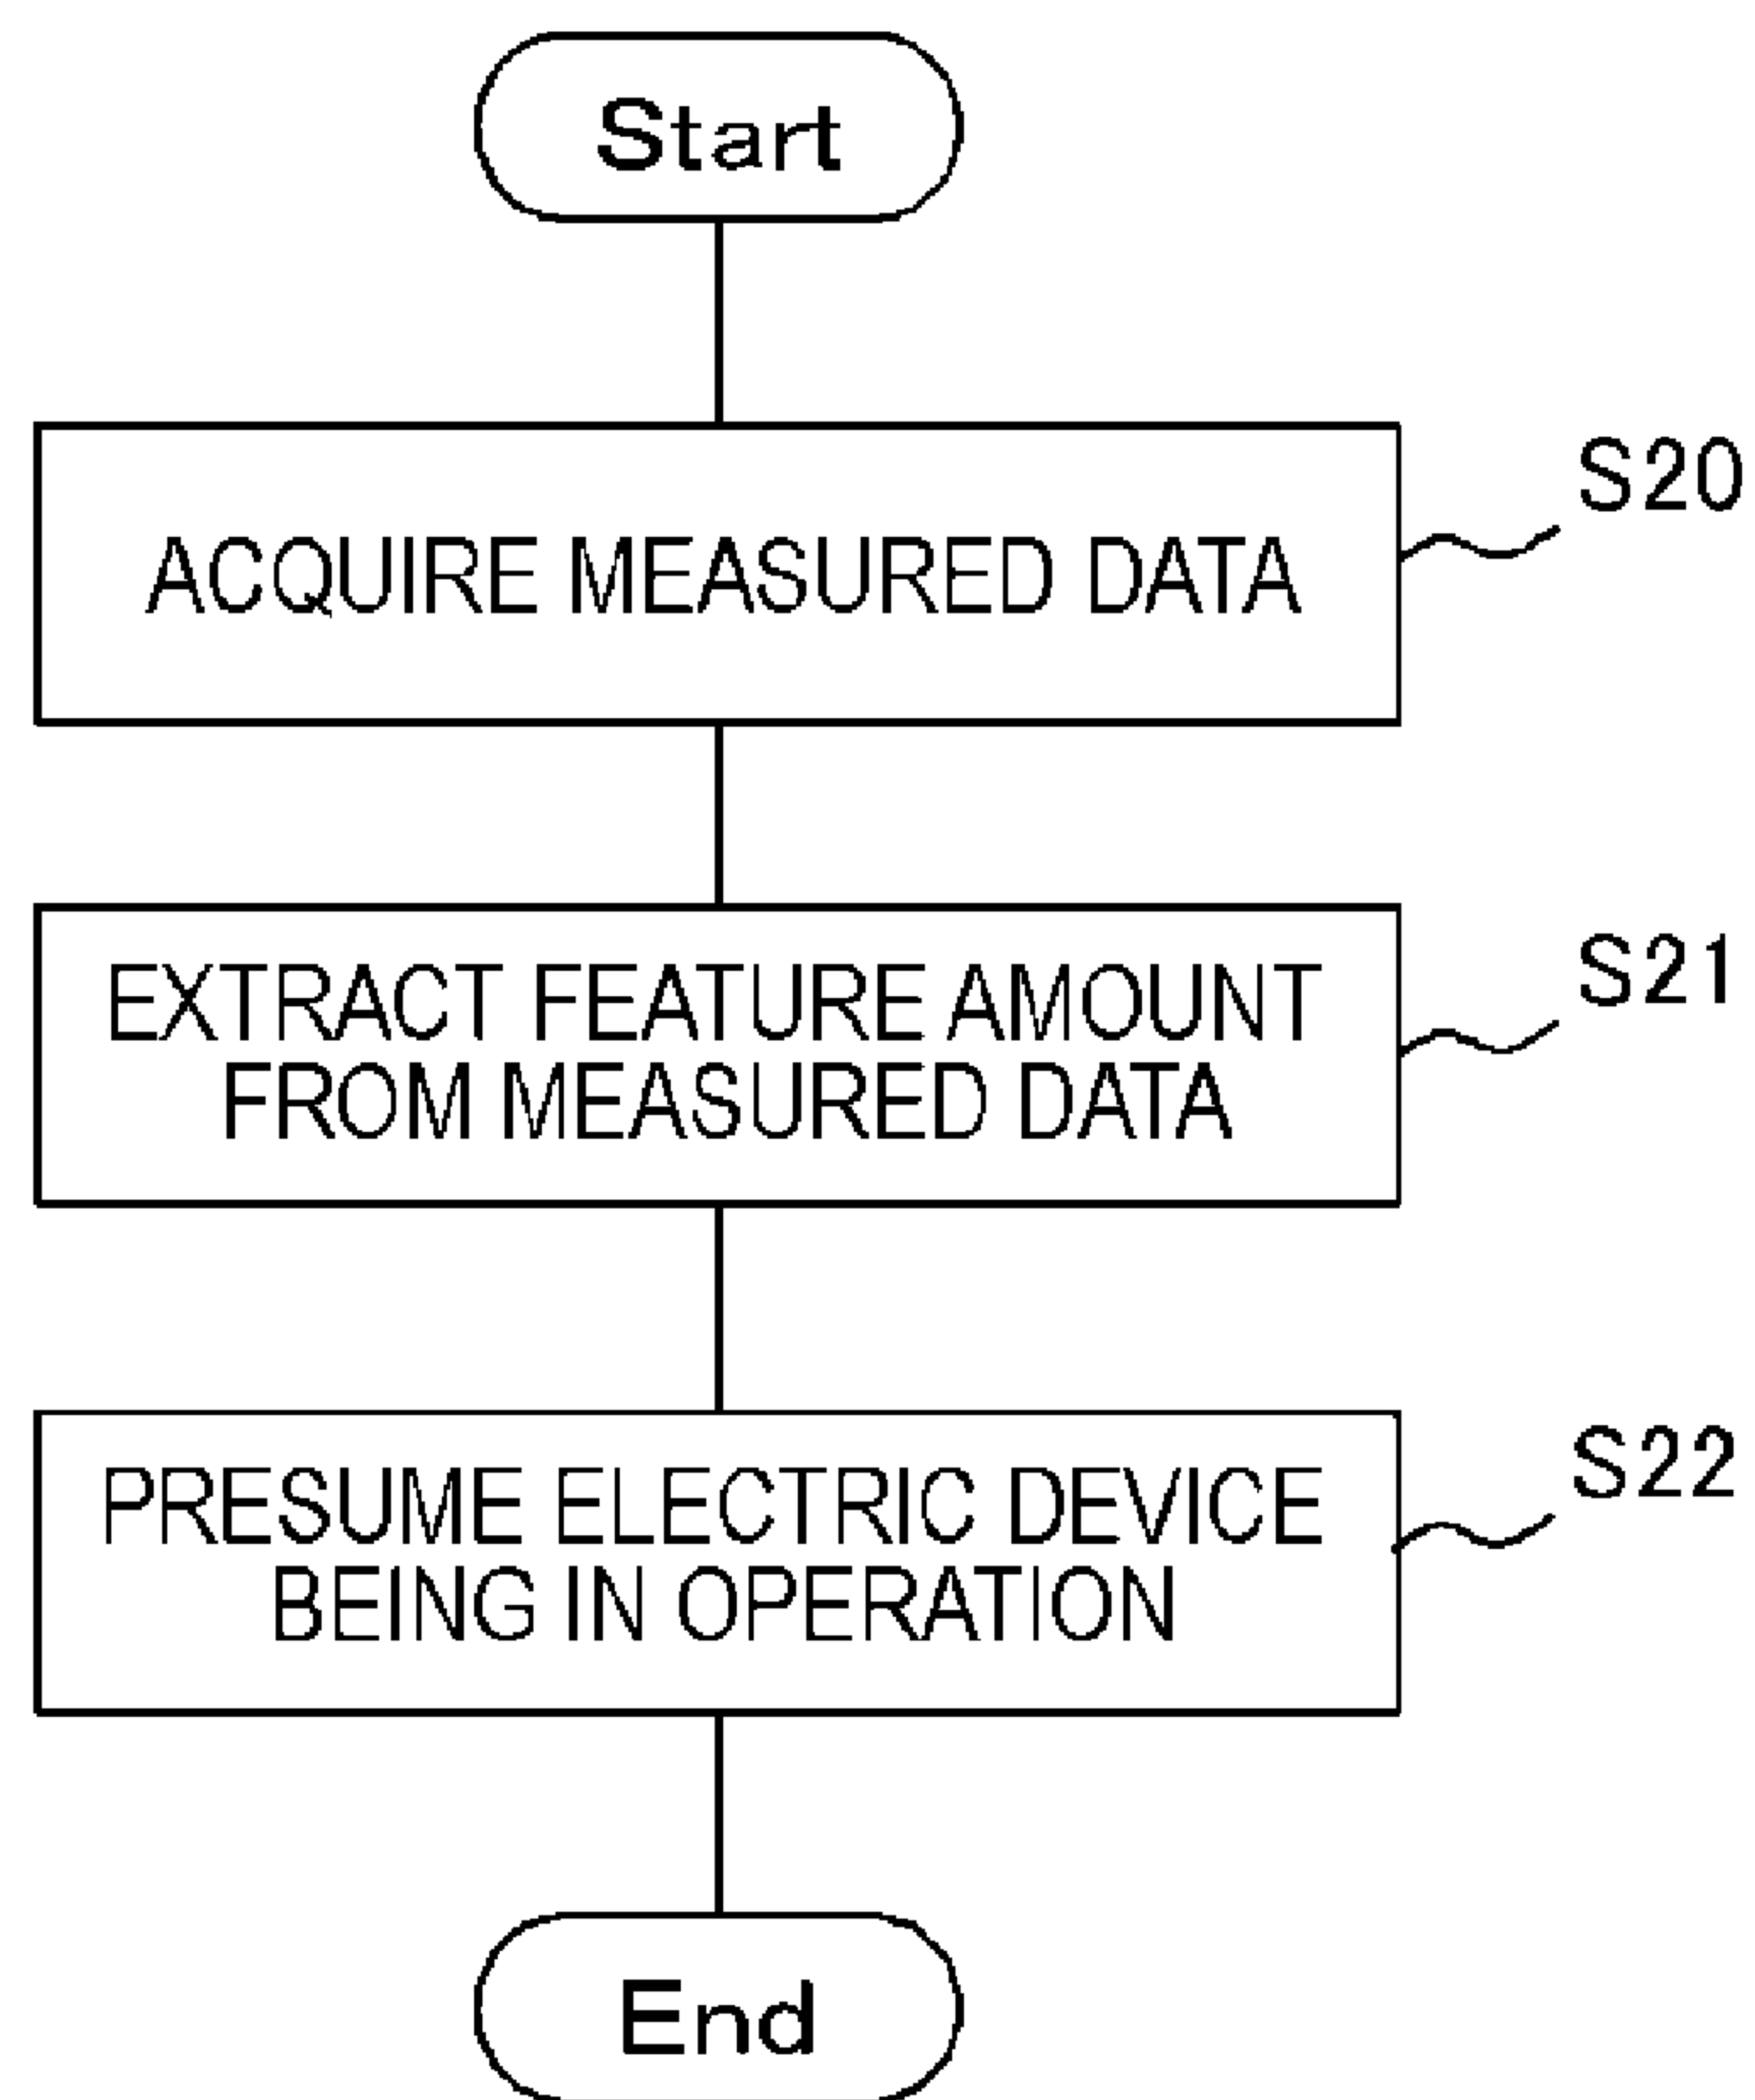 Start
ACQUIRE MEASURED DATA
S20
EXTRACT FEATURE AMOUNT
FROM MEASURED DATA
S21
PRESUME ELECTRIC DEVICE
BEING IN OPERATION
S22
End